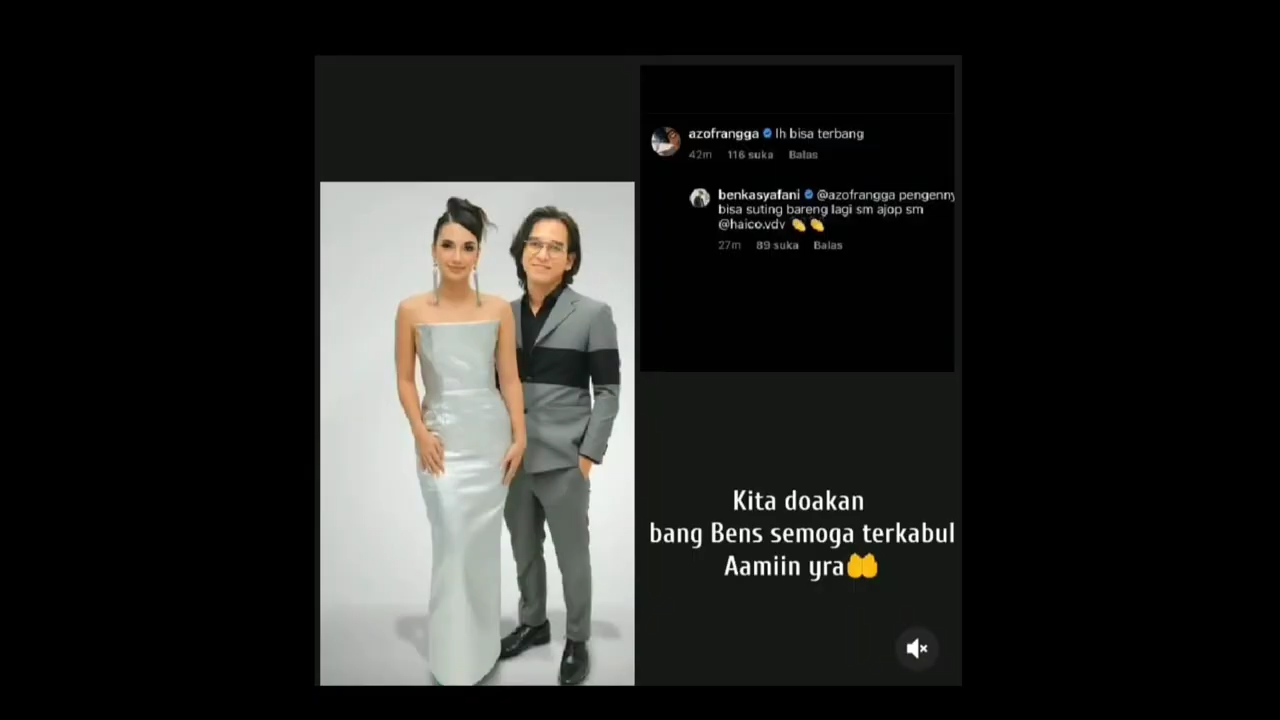 azofrangga Ih bisa terbang
42m 116 suka Balas
benkasyafani @azofrangga pengenny
bisa suting bareng lagi sm ajop sm
@haico.vdv 👏 👏
27m 89 suka Balas
Kita doakan
bang Bens semoga terkabul
Aamiin yra🤲